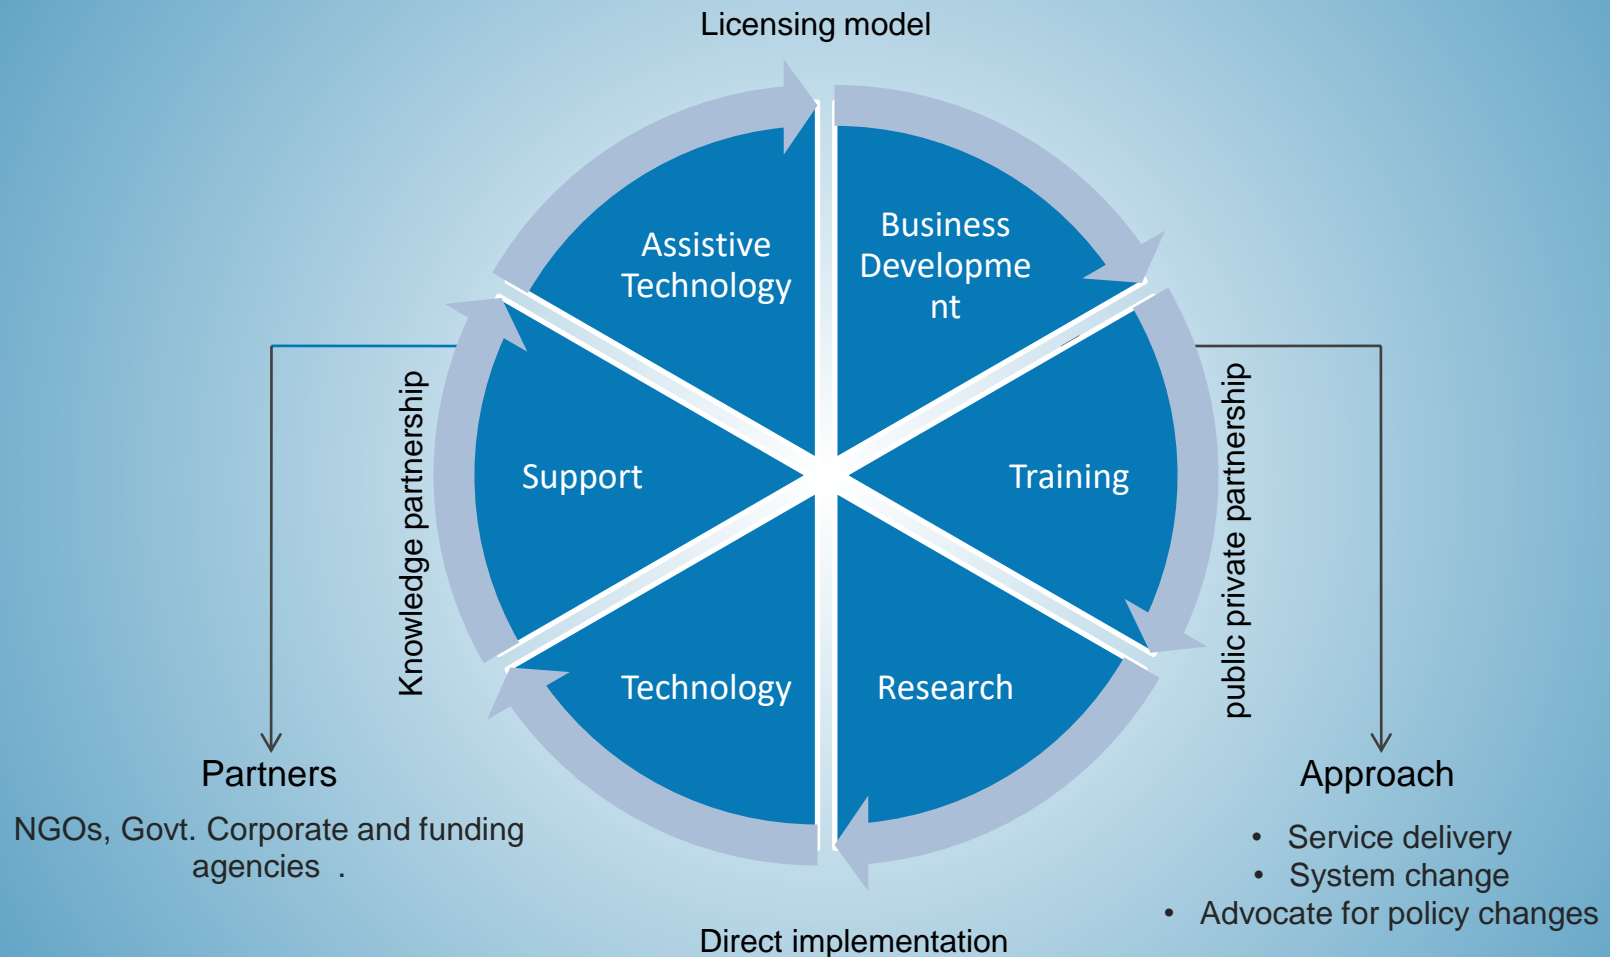 Licensing model
Assistive
Technology
Business
Developme
nt
Support
Training
Technology
Research
Knowledge partnership
public private partnership
Partners
NGOs, Govt. Corporate and funding
agencies  .
Approach
• Service delivery
• System change
• Advocate for policy changes
Direct implementation